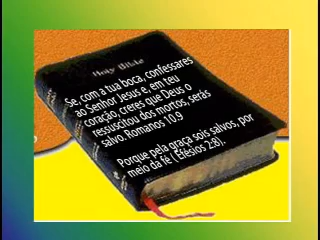 Holy Bible
Se, com a tua boca, confessares
ao Senhor Jesus e, em teu
coração, creres que Deus o
ressuscitou dos mortos, serás
salvo. Romanos 10.9
Porque pela graça sois salvos, por
meio da fé ( Efésios 2:8).